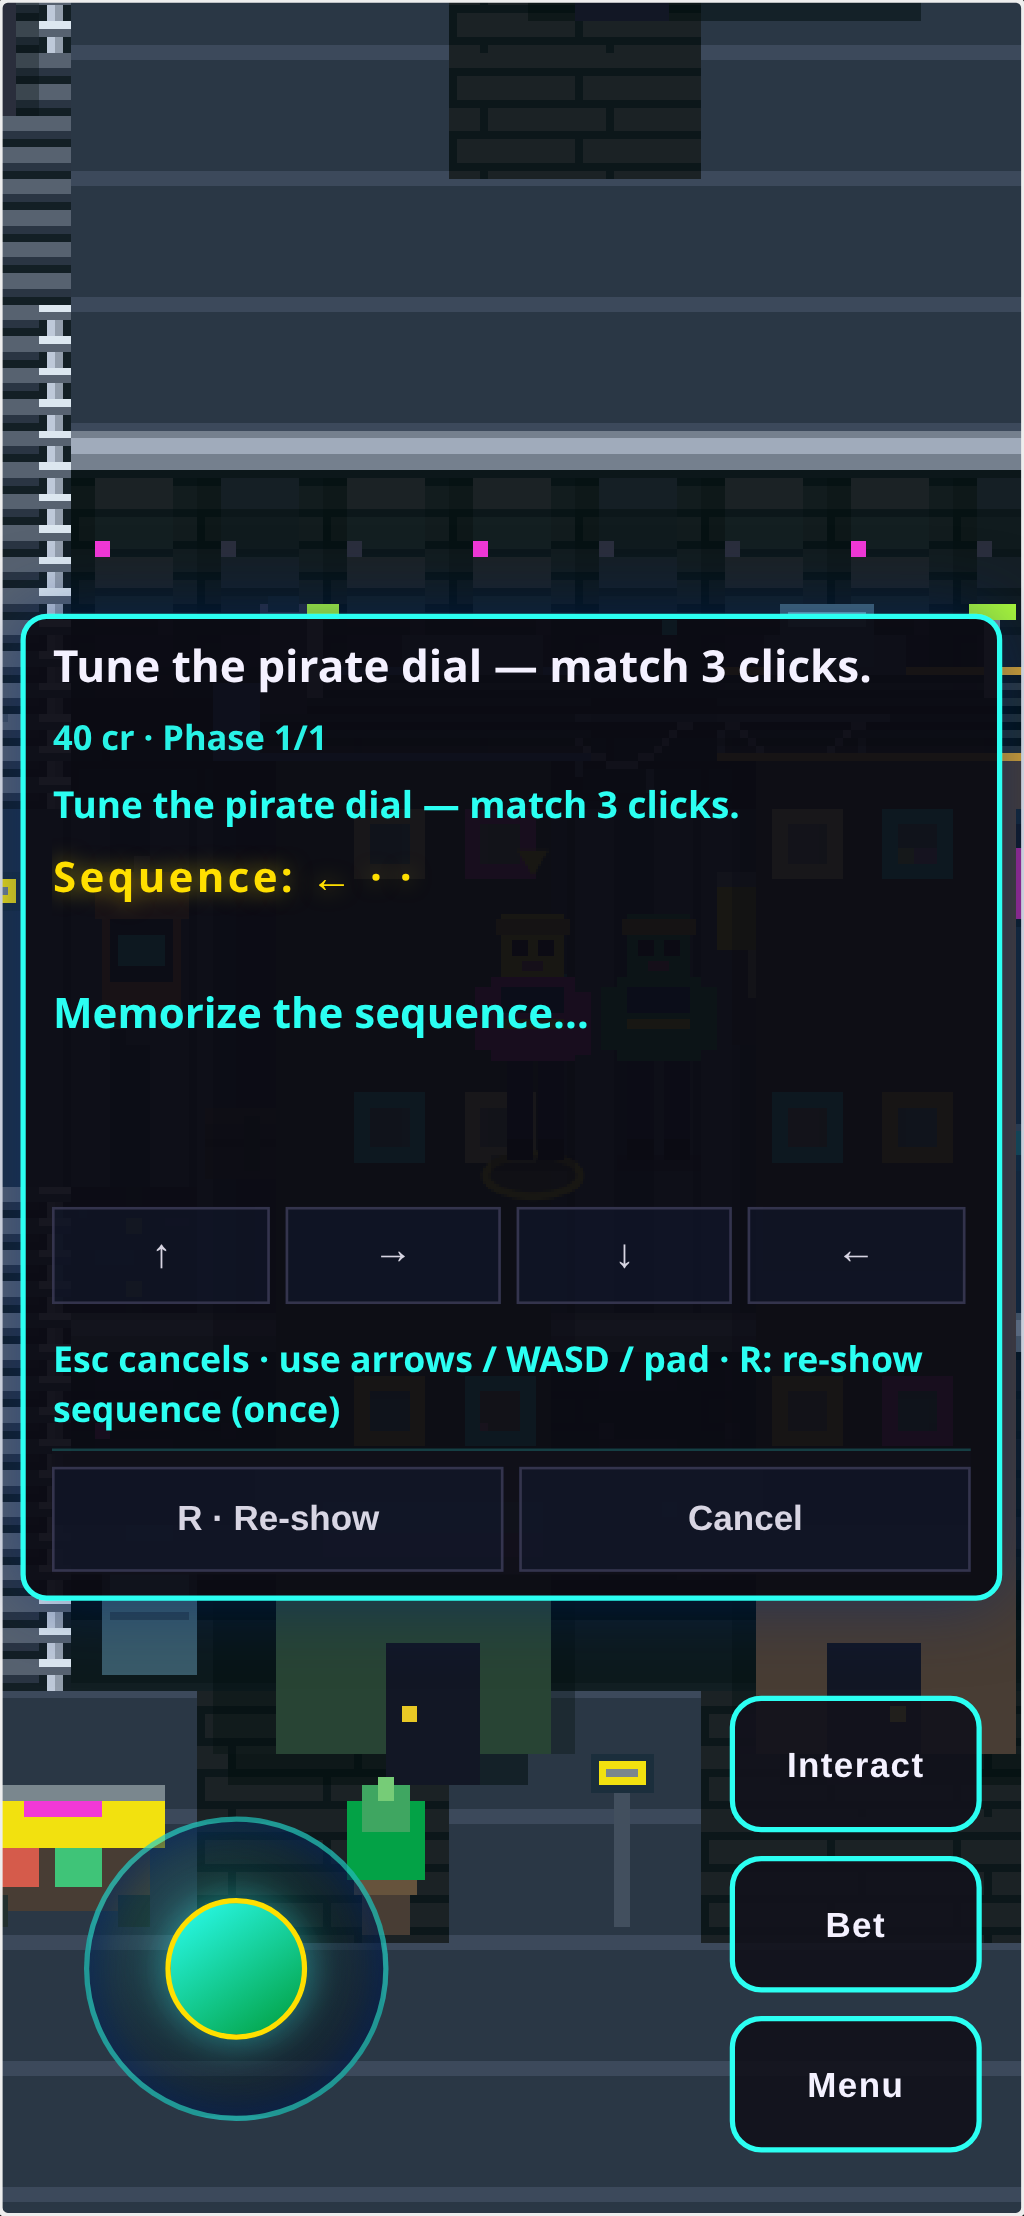 Tune the pirate dial — match 3 clicks.
40 cr · Phase 1/1
Tune the pirate dial — match 3 clicks.
Sequence: ← · ·
Memorize the sequence...
↑ → ↓ ←
Esc cancels · use arrows / WASD / pad · R: re-show
sequence (once)
R · Re-show Cancel
Interact
Bet
Menu